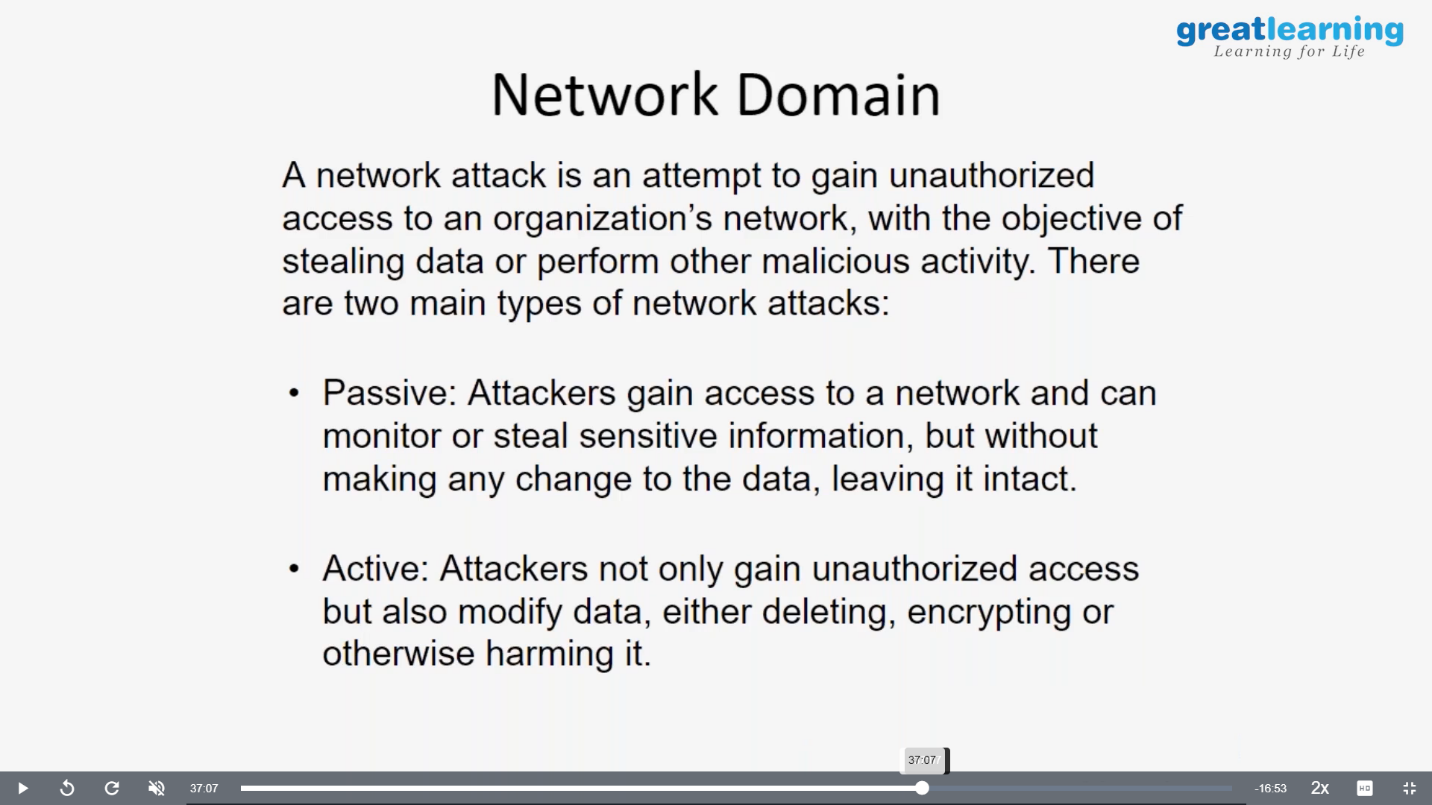 greatlearning
Learning for Life
Network Domain
A network attack is an attempt to gain unauthorized
access to an organization’s network, with the objective of
stealing data or perform other malicious activity. There
are two main types of network attacks:
• Passive: Attackers gain access to a network and can
monitor or steal sensitive information, but without
making any change to the data, leaving it intact.
• Active: Attackers not only gain unauthorized access
but also modify data, either deleting, encrypting or
otherwise harming it.
37:07
37:07 -16:53 2x HD